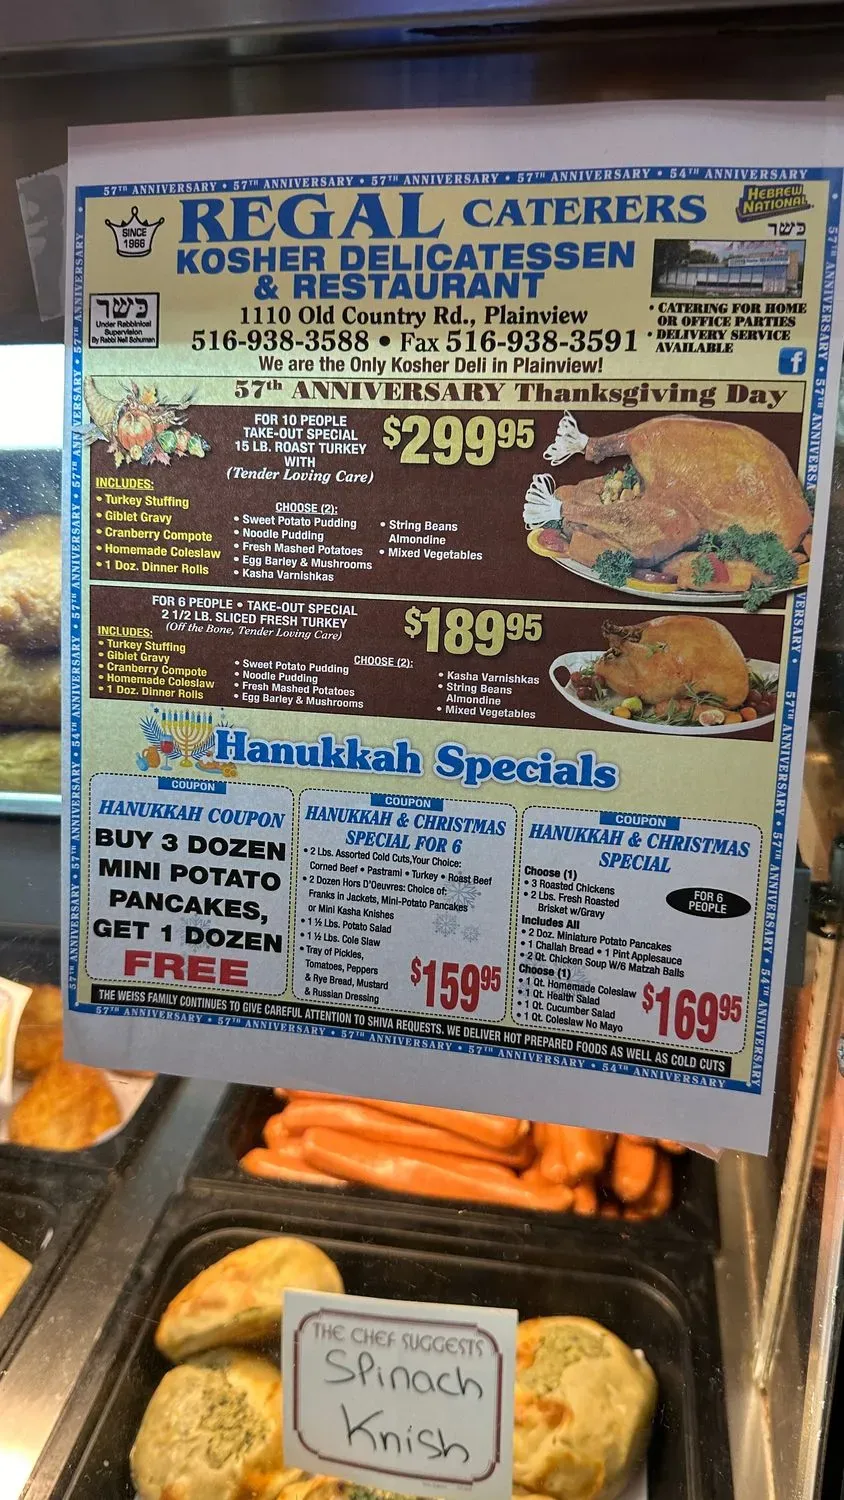 57TH ANNIVERSARY • 57TH ANNIVERSARY • 57TH ANNIVERSARY • 57TH ANNIVERSARY • 54TH ANNIVERSARY
SINCE
1966
REGAL CATERERS
HEBREW
NATIONAL
כשר
KOSHER DELICATESSEN
& RESTAURANT
כשר
Under Rabbinical
Supervision
By Rabbi Neil Schuman
1110 Old Country Rd., Plainview
516-938-3588 • Fax 516-938-3591
We are the Only Kosher Deli in Plainview!
• CATERING FOR HOME
OR OFFICE PARTIES
• DELIVERY SERVICE
AVAILABLE
f
57th ANNIVERSARY Thanksgiving Day
FOR 10 PEOPLE
TAKE-OUT SPECIAL
15 LB. ROAST TURKEY
WITH
(Tender Loving Care)
$29995
INCLUDES:
• Turkey Stuffing
• Giblet Gravy
• Cranberry Compote
• Homemade Coleslaw
• 1 Doz. Dinner Rolls
CHOOSE (2):
• Sweet Potato Pudding
• Noodle Pudding
• Fresh Mashed Potatoes
• Egg Barley & Mushrooms
• Kasha Varnishkas
• String Beans
Almondine
• Mixed Vegetables
FOR 6 PEOPLE • TAKE-OUT SPECIAL
2 1/2 LB. SLICED FRESH TURKEY
(Off the Bone, Tender Loving Care)
$18995
INCLUDES:
• Turkey Stuffing
• Giblet Gravy
• Cranberry Compote
• Homemade Coleslaw
• 1 Doz. Dinner Rolls
CHOOSE (2):
• Sweet Potato Pudding
• Noodle Pudding
• Fresh Mashed Potatoes
• Egg Barley & Mushrooms
• Kasha Varnishkas
• String Beans
Almondine
• Mixed Vegetables
Hanukkah Specials
COUPON
HANUKKAH COUPON
BUY 3 DOZEN
MINI POTATO
PANCAKES,
GET 1 DOZEN
FREE
COUPON
HANUKKAH & CHRISTMAS
SPECIAL FOR 6
• 2 Lbs. Assorted Cold Cuts,Your Choice:
Corned Beef • Pastrami • Turkey • Roast Beef
• 2 Dozen Hors D'Oeuvres: Choice of:
Franks in Jackets, Mini-Potato Pancakes
or Mini Kasha Knishes
• 1 ½ Lbs. Potato Salad
• 1 ½ Lbs. Cole Slaw
• Tray of Pickles,
Tomatoes, Peppers
& Rye Bread, Mustard
& Russian Dressing
$15995
COUPON
HANUKKAH & CHRISTMAS
SPECIAL
Choose (1)
• 3 Roasted Chickens
• 2 Lbs. Fresh Roasted
Brisket w/Gravy
FOR 6
PEOPLE
Includes All
• 2 Doz. Miniature Potato Pancakes
• 1 Challah Bread • 1 Pint Applesauce
• 2 Qt. Chicken Soup W/6 Matzah Balls
Choose (1)
• 1 Qt. Homemade Coleslaw
• 1 Qt. Health Salad
• 1 Qt. Cucumber Salad
• 1 Qt. Coleslaw No Mayo
$16995
THE WEISS FAMILY CONTINUES TO GIVE CAREFUL ATTENTION TO SHIVA REQUESTS. WE DELIVER HOT PREPARED FOODS AS WELL AS COLD CUTS
57TH ANNIVERSARY • 57TH ANNIVERSARY • 57TH ANNIVERSARY • 57TH ANNIVERSARY • 54TH ANNIVERSARY
THE CHEF SUGGESTS
Spinach
Knish